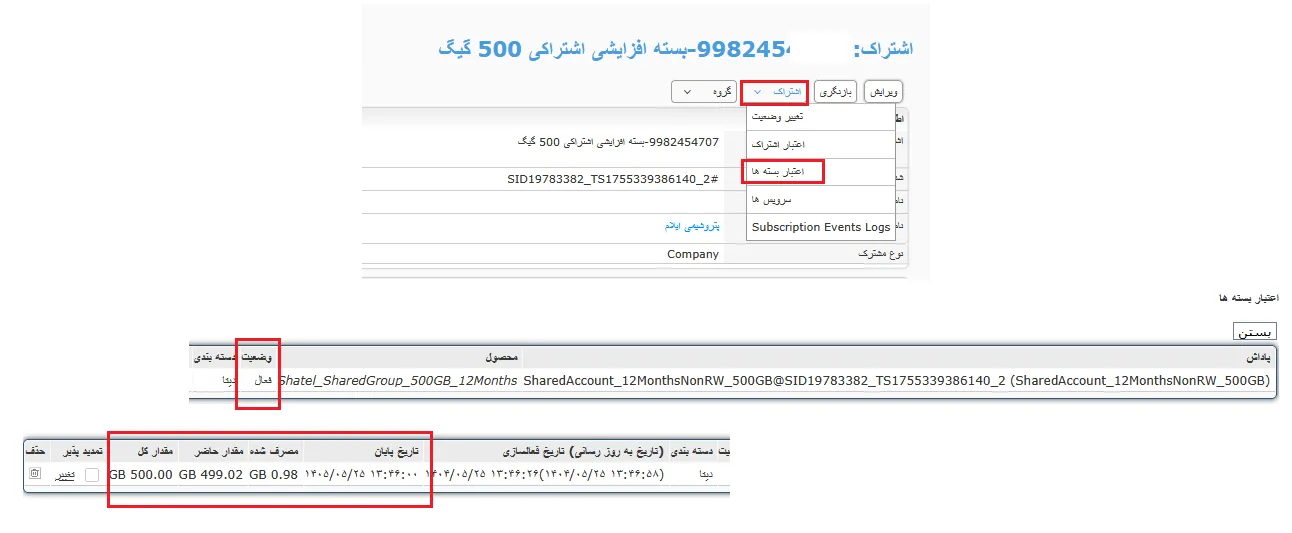 اشتراک: 998245-بسته افزایشی اشتراکی 500 گیگ
ویرایش بازنگری اشتراک گروه
تغییر وضعیت
اعتبار اشتراک
اعتبار بسته ها
سرویس ها
Subscription Events Logs
9982454707-بسته افزایشی اشتراکی 500 گیگ
SID19783382_TS1755339386140_2#
پتروشیمی ایلام
نوع مشترک Company
اعتبار بسته ها
بستن
پاداش محصول وضعیت دسته بندی
SharedAccount_12MonthsNonRW_500GB@SID19783382_TS1755339386140_2 (SharedAccount_12MonthsNonRW_500GB) Shatel_SharedGroup_500GB_12Months فعال دیتا
دسته بندی (تاریخ به روز رسانی) تاریخ فعالسازی تاریخ پایان مصرف شده مقدار حاضر مقدار کل تمدید پذیر حذف
دیتا (۱۴۰۴/۰۵/۲۵ ۱۳:۴۶:۵۸)۱۴۰۴/۰۵/۲۵ ۱۳:۴۶:۲۶ ۱۴۰۵/۰۵/۲۵ ۱۳:۴۶:۰۰ 0.98 GB 499.02 GB 500.00 GB تغییر